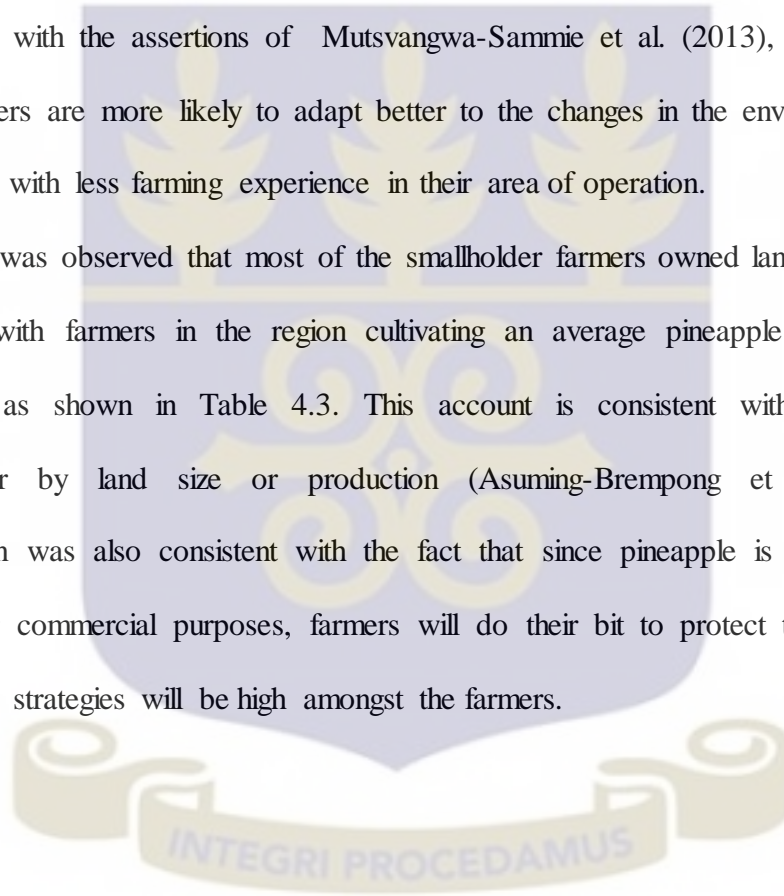 with the assertions of Mutsvangwa-Sammie et al. (2013),
ers are more likely to adapt better to the changes in the env
with less farming experience in their area of operation.
was observed that most of the smallholder farmers owned lan
with farmers in the region cultivating an average pineapple
as shown in Table 4.3. This account is consistent with
r by land size or production (Asuming-Brempong et
n was also consistent with the fact that since pineapple is
commercial purposes, farmers will do their bit to protect t
strategies will be high amongst the farmers.
INTEGRI PROCEDAMUS